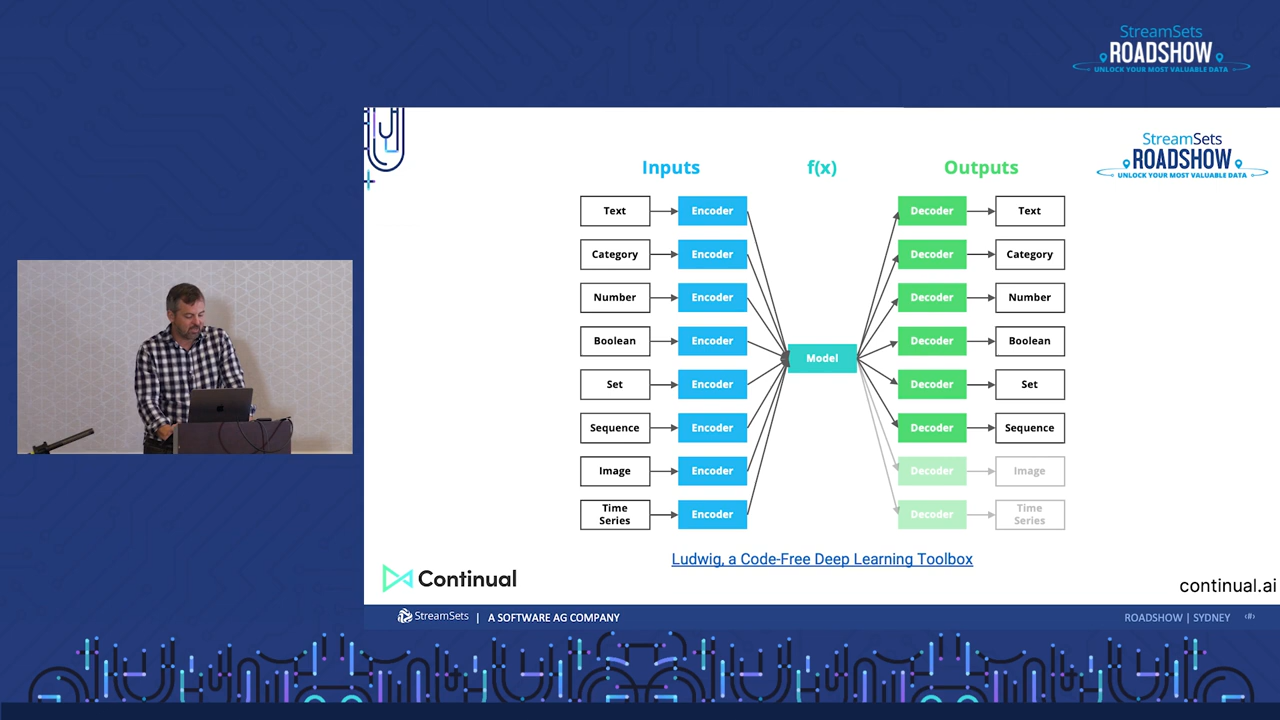 StreamSets
ROADSHOW
UNLOCK YOUR MOST VALUABLE DATA
StreamSets
ROADSHOW
UNLOCK YOUR MOST VALUABLE DATA
Inputs f(x) Outputs
Text Encoder Decoder Text
Category Encoder Decoder Category
Number Encoder Decoder Number
Boolean Encoder Decoder Boolean
Model
Set Encoder Decoder Set
Sequence Encoder Decoder Sequence
Image Encoder Decoder Image
Time Series Encoder Decoder Time Series
Ludwig, a Code-Free Deep Learning Toolbox
Continual
continual.ai
StreamSets | A SOFTWARE AG COMPANY
ROADSHOW | SYDNEY ‹#›